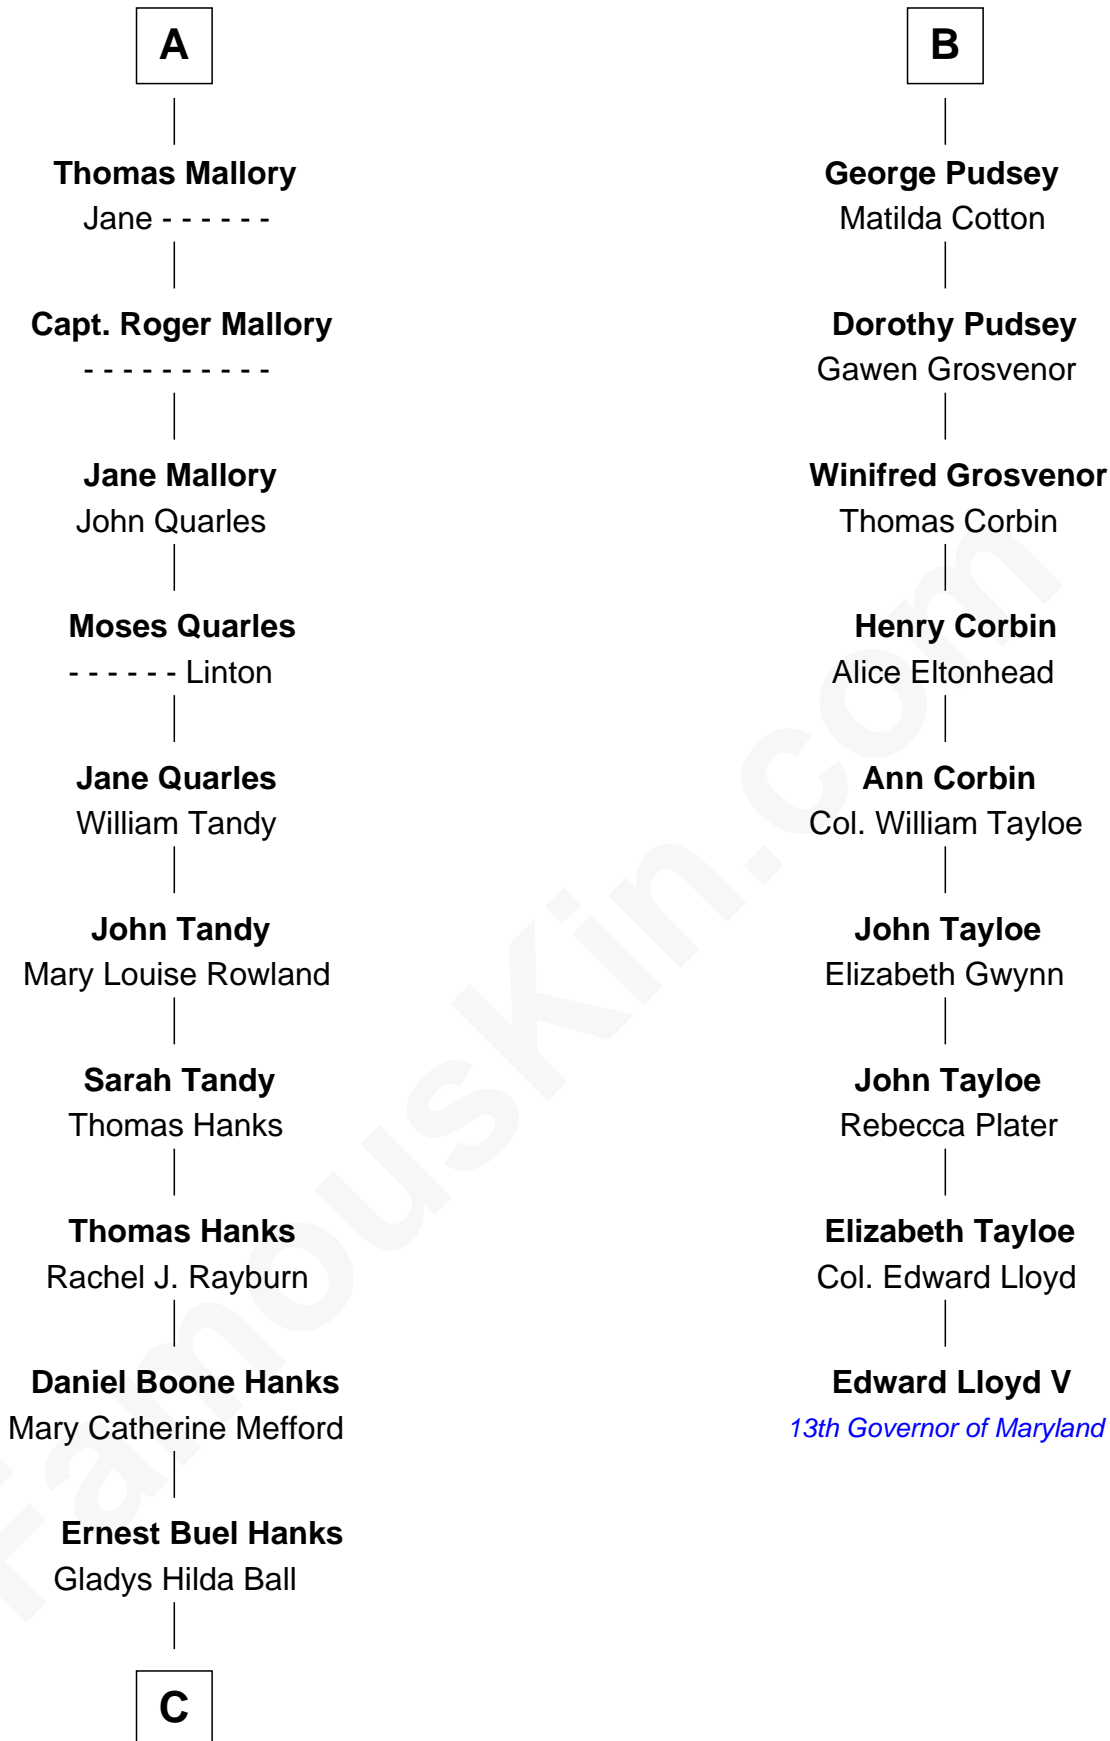 A
Thomas Mallory
Jane - - - - - -
Capt. Roger Mallory
- - - - - - - - - -
Jane Mallory
John Quarles
Moses Quarles
- - - - - - Linton
Jane Quarles
William Tandy
John Tandy
Mary Louise Rowland
Sarah Tandy
Thomas Hanks
Thomas Hanks
Rachel J. Rayburn
Daniel Boone Hanks
Mary Catherine Mefford
Ernest Buel Hanks
Gladys Hilda Ball
C
B
George Pudsey
Matilda Cotton
Dorothy Pudsey
Gawen Grosvenor
Winifred Grosvenor
Thomas Corbin
Henry Corbin
Alice Eltonhead
Ann Corbin
Col. William Tayloe
John Tayloe
Elizabeth Gwynn
John Tayloe
Rebecca Plater
Elizabeth Tayloe
Col. Edward Lloyd
Edward Lloyd V
13th Governor of Maryland
FamousKin.com